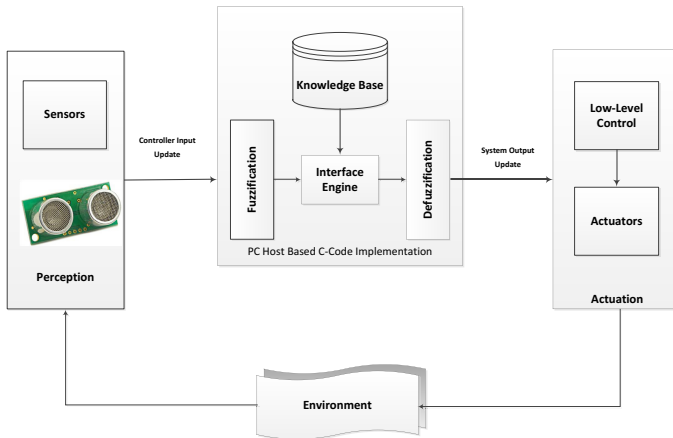 Sensors
Perception
Controller Input
Update
Knowledge Base
Fuzzification
Interface
Engine
Defuzzification
PC Host Based C-Code Implementation
System Output
Update
Low-Level
Control
Actuators
Actuation
Environment